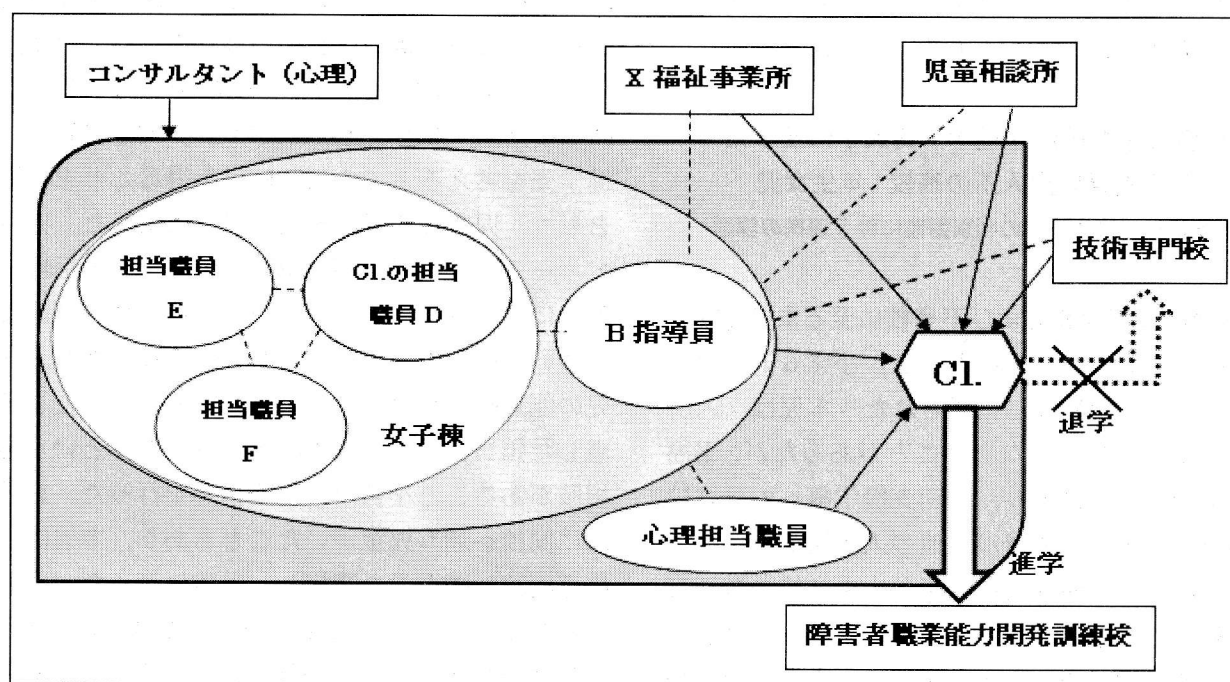 コンサルタント（心理）
X 福祉事業所
児童相談所
技術専門校
担当職員
E
Cl.の担当
職員 D
担当職員
F
女子棟
B 指導員
Cl.
退学
心理担当職員
進学
障害者職業能力開発訓練校